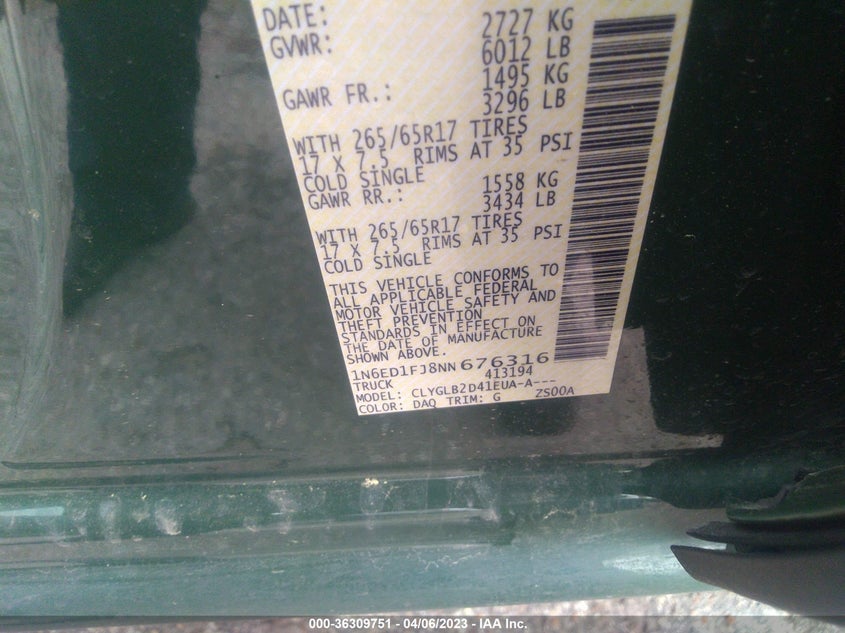 DATE: 2727 KG
GVWR: 6012 LB
1495 KG
GAWR FR.: 3296 LB
WITH 265/65R17 TIRES
17 X 7.5 RIMS AT 35 PSI
COLD SINGLE
1558 KG
GAWR RR.: 3434 LB
WITH 265/65R17 TIRES
17 X 7.5 RIMS AT 35 PSI
COLD SINGLE
THIS VEHICLE CONFORMS TO
ALL APPLICABLE FEDERAL
MOTOR VEHICLE SAFETY AND
THEFT PREVENTION
STANDARDS IN EFFECT ON
THE DATE OF MANUFACTURE
SHOWN ABOVE.
1N6ED1FJ8NN676316
TRUCK 413194
MODEL: CLYGLB2D41EUA-A---
COLOR: DAQ TRIM: G ZS00A
000-36309751 - 04/06/2023 - IAA Inc.